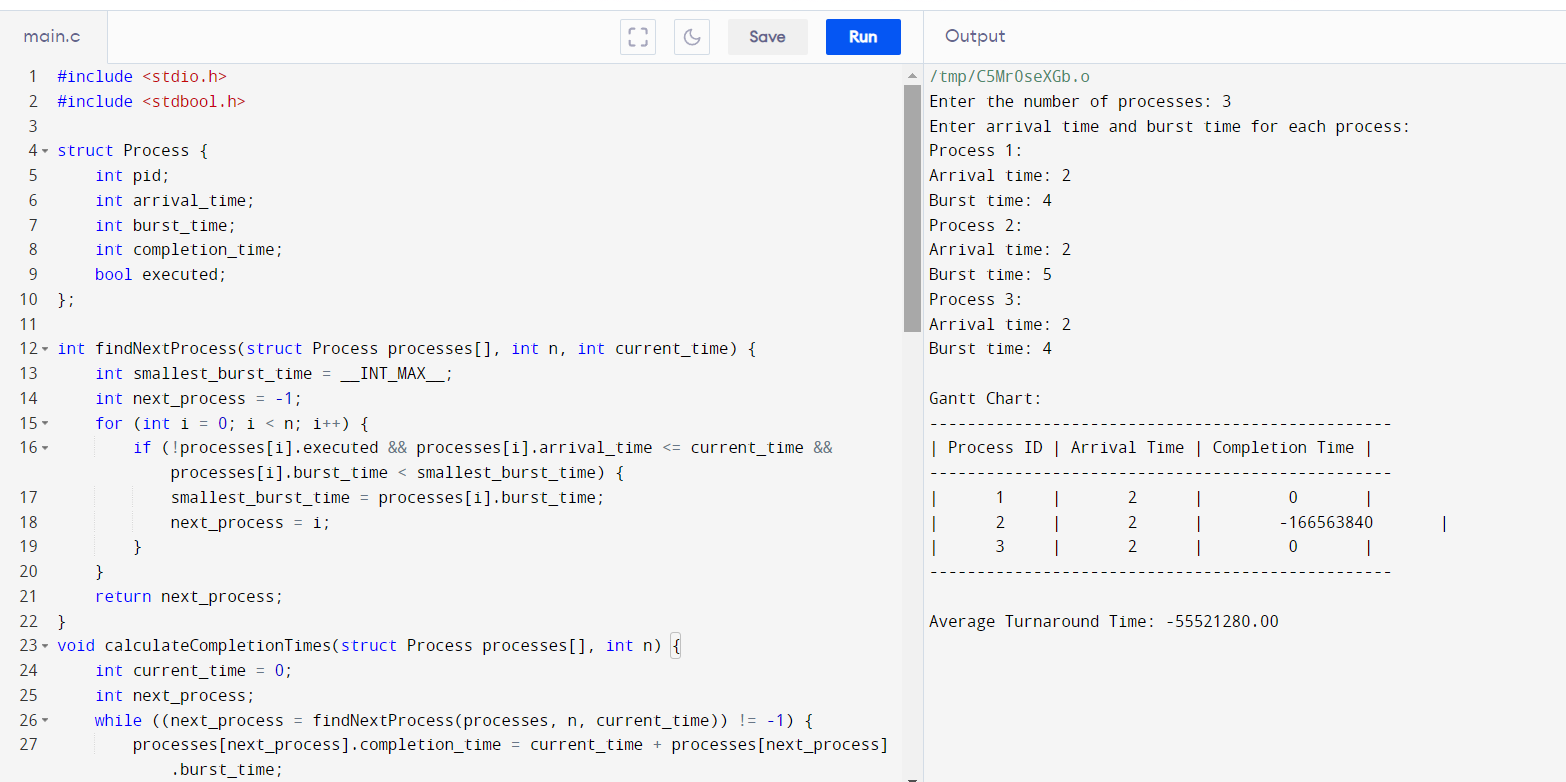 main.c
Save
Run
Output
1 #include <stdio.h>
2 #include <stdbool.h>
3
4 struct Process {
5     int pid;
6     int arrival_time;
7     int burst_time;
8     int completion_time;
9     bool executed;
10 };
11
12 int findNextProcess(struct Process processes[], int n, int current_time) {
13     int smallest_burst_time = __INT_MAX__;
14     int next_process = -1;
15     for (int i = 0; i < n; i++) {
16         if (!processes[i].executed && processes[i].arrival_time <= current_time &&
            processes[i].burst_time < smallest_burst_time) {
17             smallest_burst_time = processes[i].burst_time;
18             next_process = i;
19         }
20     }
21     return next_process;
22 }
23 void calculateCompletionTimes(struct Process processes[], int n) {
24     int current_time = 0;
25     int next_process;
26     while ((next_process = findNextProcess(processes, n, current_time)) != -1) {
27         processes[next_process].completion_time = current_time + processes[next_process]
            .burst_time;
/tmp/C5MrOseXGb.o
Enter the number of processes: 3
Enter arrival time and burst time for each process:
Process 1:
Arrival time: 2
Burst time: 4
Process 2:
Arrival time: 2
Burst time: 5
Process 3:
Arrival time: 2
Burst time: 4
Gantt Chart:
-------------------------------------------------
| Process ID | Arrival Time | Completion Time |
-------------------------------------------------
|      1     |       2      |         0       |
|      2     |       2      |        -166563840       |
|      3     |       2      |         0       |
-------------------------------------------------
Average Turnaround Time: -55521280.00